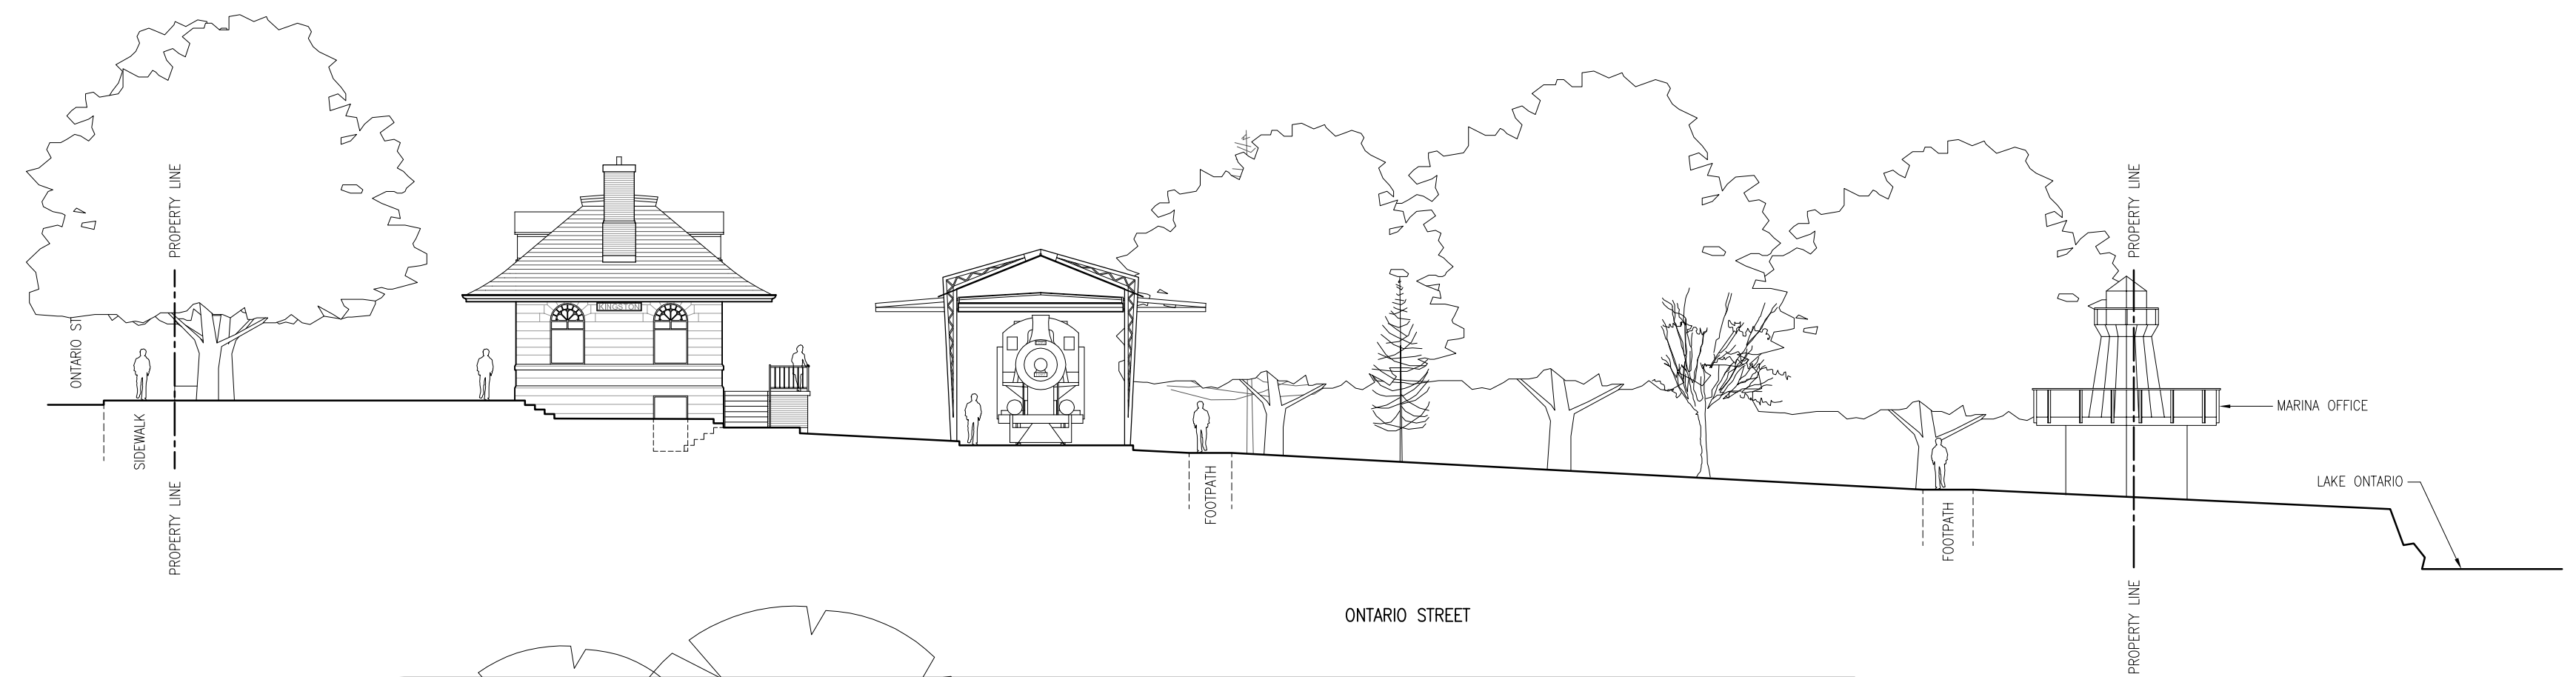 ONTARIO ST
SIDEWALK
PROPERTY LINE
PROPERTY LINE
KINGSTON
FOOTPATH
FOOTPATH
PROPERTY LINE
PROPERTY LINE
MARINA OFFICE
LAKE ONTARIO
ONTARIO STREET